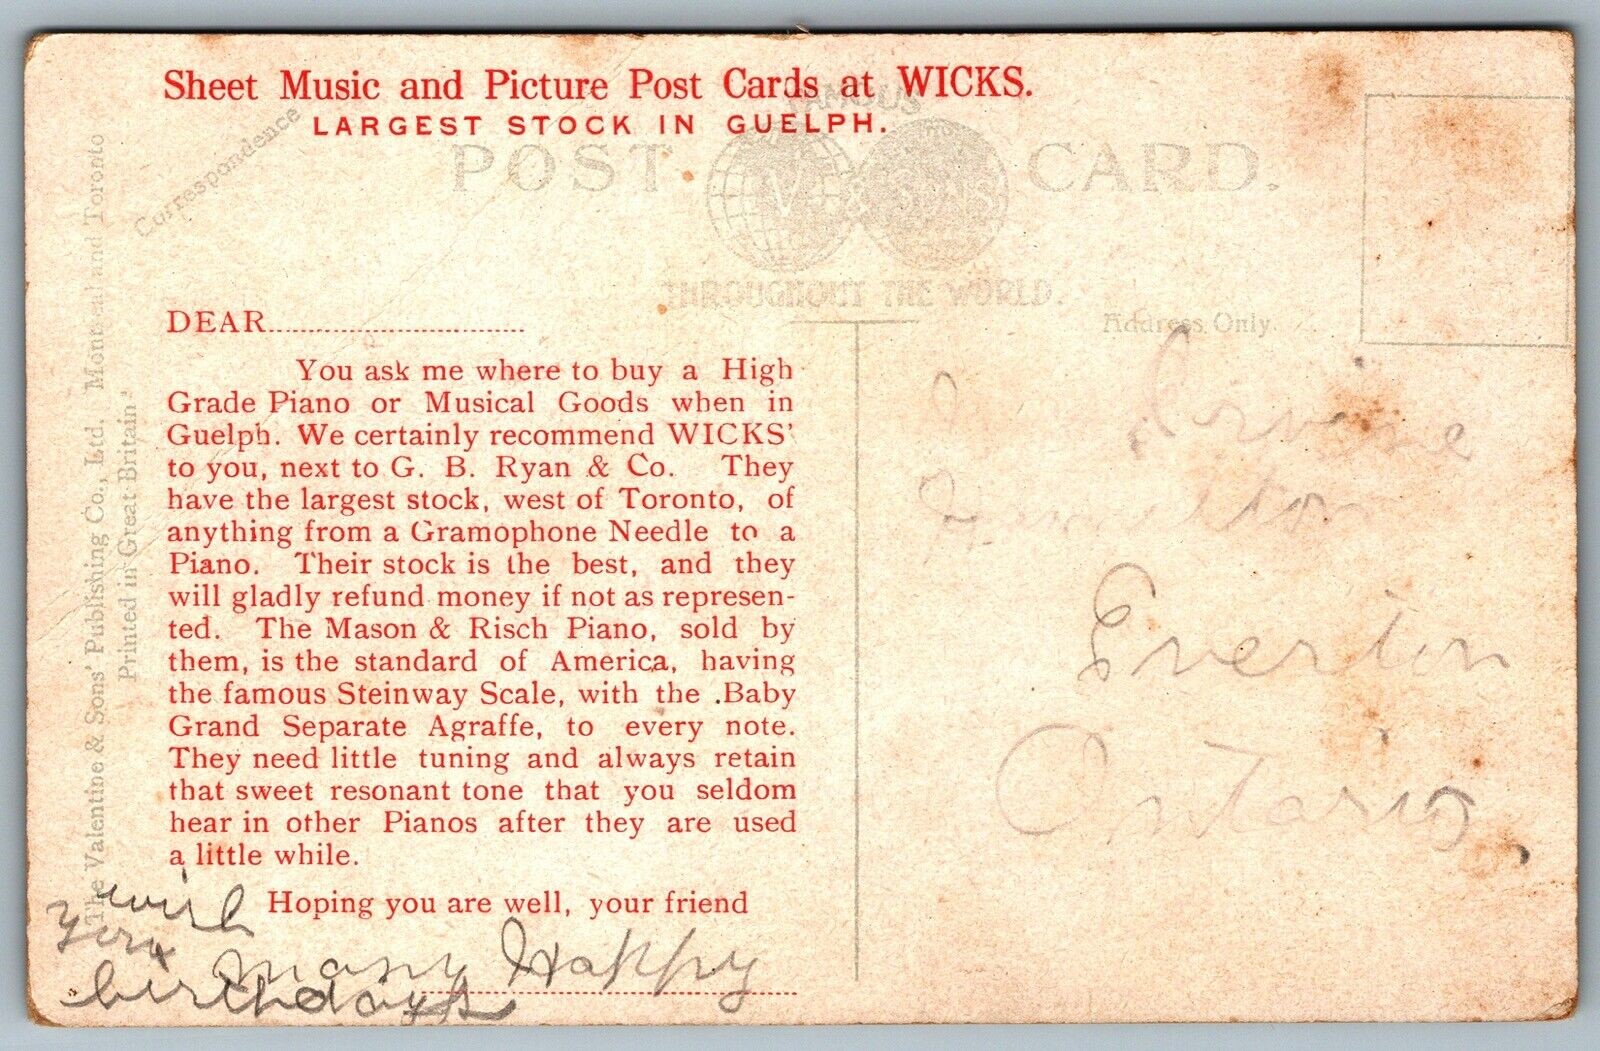 Sheet Music and Picture Post Cards at WICKS.
LARGEST STOCK IN GUELPH.
FAMOUS
POST CARD.
V. & SONS
THROUGHOUT THE WORLD.
Correspondence
Address Only
The Valentine & Sons' Publishing Co., Ltd. Montreal and Toronto
Printed in Great Britain
DEAR
You ask me where to buy a High
Grade Piano or Musical Goods when in
Guelph. We certainly recommend WICKS'
to you, next to G. B. Ryan & Co. They
have the largest stock, west of Toronto, of
anything from a Gramophone Needle to a
Piano. Their stock is the best, and they
will gladly refund money if not as represen-
ted. The Mason & Risch Piano, sold by
them, is the standard of America, having
the famous Steinway Scale, with the .Baby
Grand Separate Agraffe, to every note.
They need little tuning and always retain
that sweet resonant tone that you seldom
hear in other Pianos after they are used
a little while.
Hoping you are well, your friend
wish
you many Happy
birthdays
Irvine
Everton
Ontario